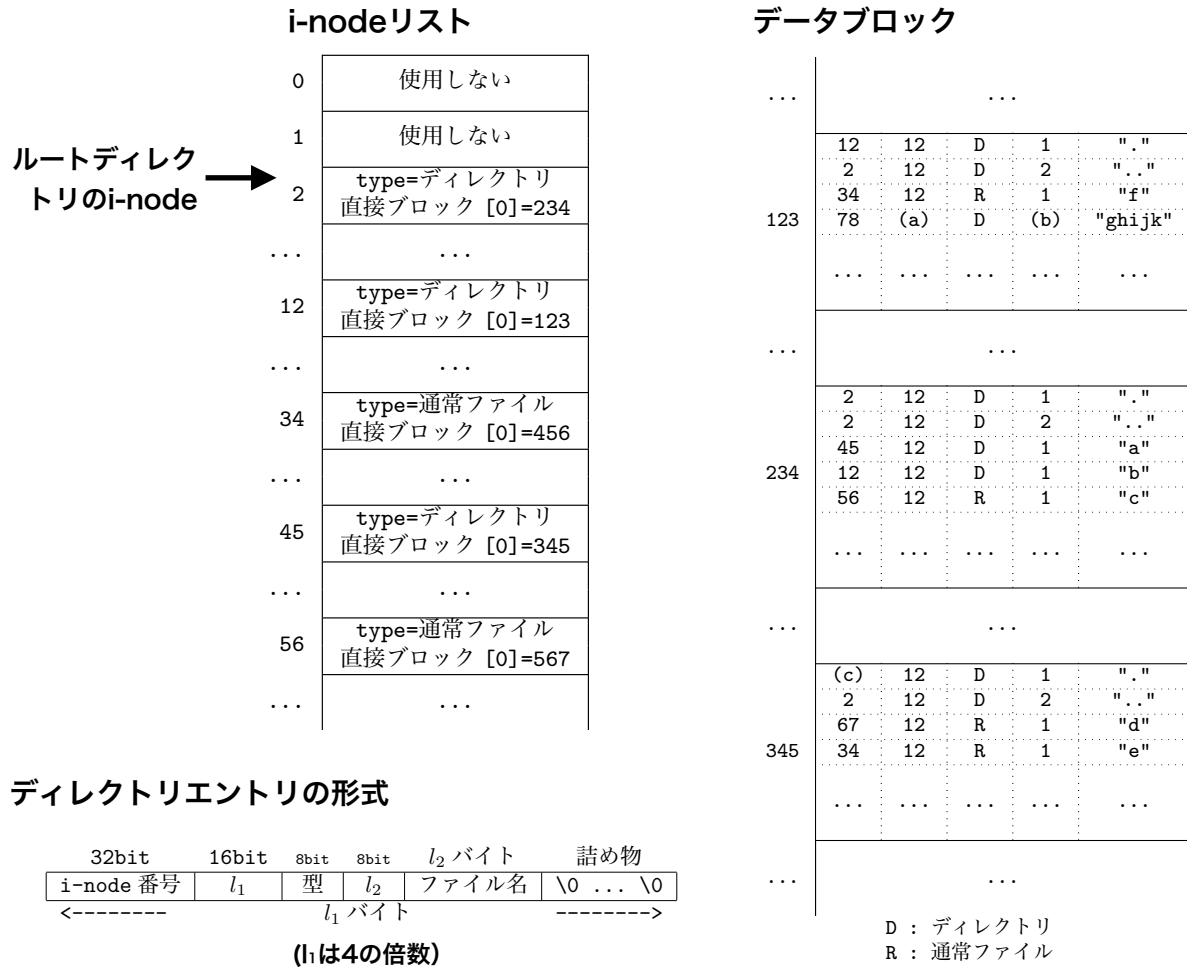 i-nodeリスト
0 使用しない
1 使用しない
ルートディレク
トリのi-node
2 type=ディレクトリ
直接ブロック [0]=234
... ...
12 type=ディレクトリ
直接ブロック [0]=123
... ...
34 type=通常ファイル
直接ブロック [0]=456
... ...
45 type=ディレクトリ
直接ブロック [0]=345
... ...
56 type=通常ファイル
直接ブロック [0]=567
... ...
データブロック
... ...
12 12 D 1 "."
2 12 D 2 ".."
34 12 R 1 "f"
123 78 (a) D (b) "ghijk"
... ... ... ... ...
... ...
2 12 D 1 "."
2 12 D 2 ".."
45 12 D 1 "a"
234 12 12 D 1 "b"
56 12 R 1 "c"
... ... ... ... ...
... ...
(c) 12 D 1 "."
2 12 D 2 ".."
67 12 R 1 "d"
345 34 12 R 1 "e"
... ... ... ... ...
... ...
D : ディレクトリ
R : 通常ファイル
ディレクトリエントリの形式
32bit 16bit 8bit 8bit l₂ バイト 詰め物
i-node 番号 l₁ 型 l₂ ファイル名 \0 ... \0
<-------- l₁ バイト -------->
(l₁は4の倍数)